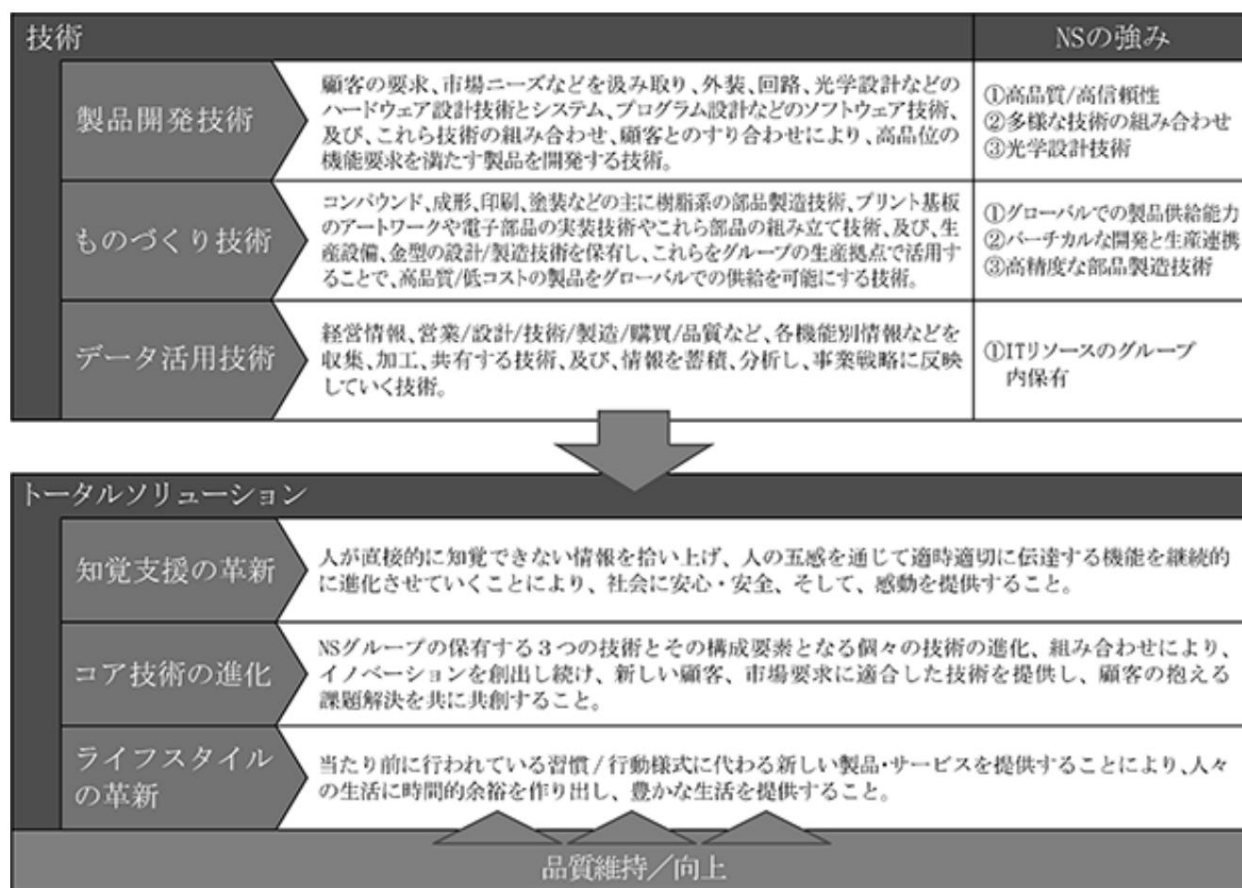 技術
NSの強み
製品開発技術
顧客の要求、市場ニーズなどを汲み取り、外装、回路、光学設計などの
ハードウェア設計技術とシステム、プログラム設計などのソフトウェア技術、
及び、これら技術の組み合わせ、顧客とのすり合わせにより、高品位の
機能要求を満たす製品を開発する技術。
①高品質/高信頼性
②多様な技術の組み合わせ
③光学設計技術
ものづくり技術
コンパウンド、成形、印刷、塗装などの主に樹脂系の部品製造技術、プリント基板
のアートワークや電子部品の実装技術やこれら部品の組み立て技術、及び、生
産設備、金型の設計/製造技術を保有し、これらをグループの生産拠点で活用す
ることで、高品質/低コストの製品をグローバルでの供給を可能にする技術。
①グローバルでの製品供給能力
②バーチカルな開発と生産連携
③高精度な部品製造技術
データ活用技術
経営情報、営業/設計/技術/製造/購買/品質など、各機能別情報などを
収集、加工、共有する技術、及び、情報を蓄積、分析し、事業戦略に反映
していく技術。
①ITリソースのグループ
内保有
トータルソリューション
知覚支援の革新
人が直接的に知覚できない情報を拾い上げ、人の五感を通じて適時適切に伝達する機能を継続的
に進化させていくことにより、社会に安心・安全、そして、感動を提供すること。
コア技術の進化
NSグループの保有する3つの技術とその構成要素となる個々の技術の進化、組み合わせにより、
イノベーションを創出し続け、新しい顧客、市場要求に適合した技術を提供し、顧客の抱える
課題解決を共に共創すること。
ライフスタイル
の革新
当たり前に行われている習慣/行動様式に代わる新しい製品・サービスを提供することにより、人々
の生活に時間的余裕を作り出し、豊かな生活を提供すること。
品質維持/向上